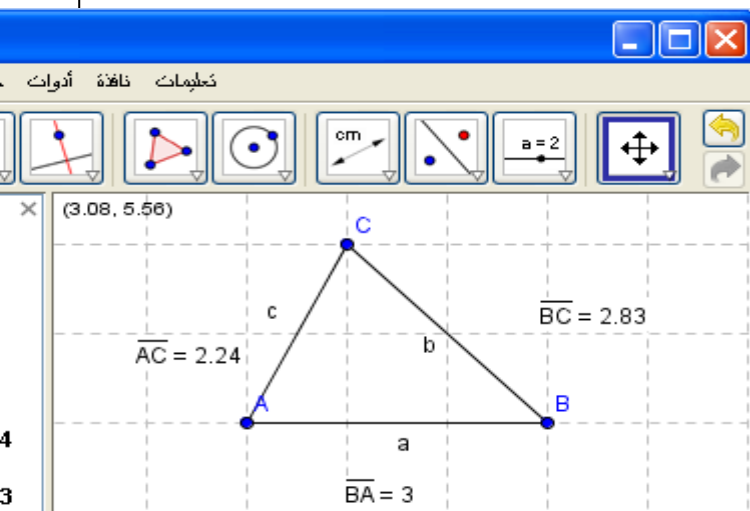 تعليمات نافذة أدوات
cm
a = 2
(3.08, 5.56)
C
c
BC = 2.83
AC = 2.24
b
A
B
4
a
BA = 3
3